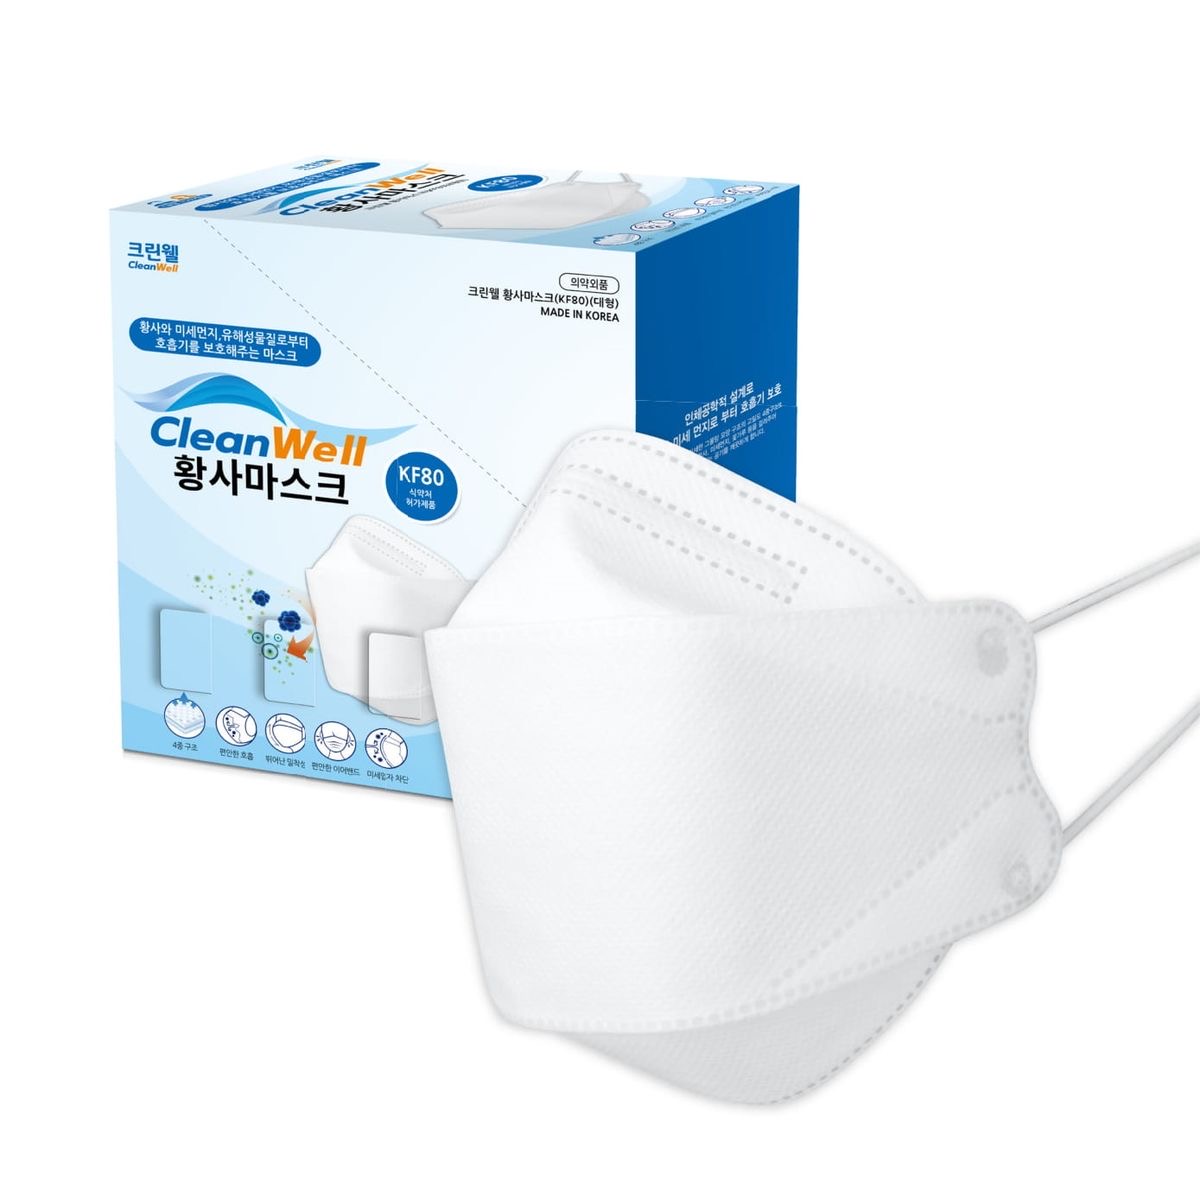 크린웰
CleanWell
CleanWell
황사마스크
KF80
크린웰
CleanWell
의약외품
크린웰 황사마스크(KF80)(대형)
MADE IN KOREA
황사와 미세먼지,유해성물질로부터
호흡기를 보호해주는 마스크
CleanWell
황사마스크
KF80
식약처
허가제품
4중 구조
편안한 호흡
뛰어난 밀착성
편안한 이어밴드
미세입자 차단
인체공학적 설계로
미세 먼지로 부터 호흡기 보호